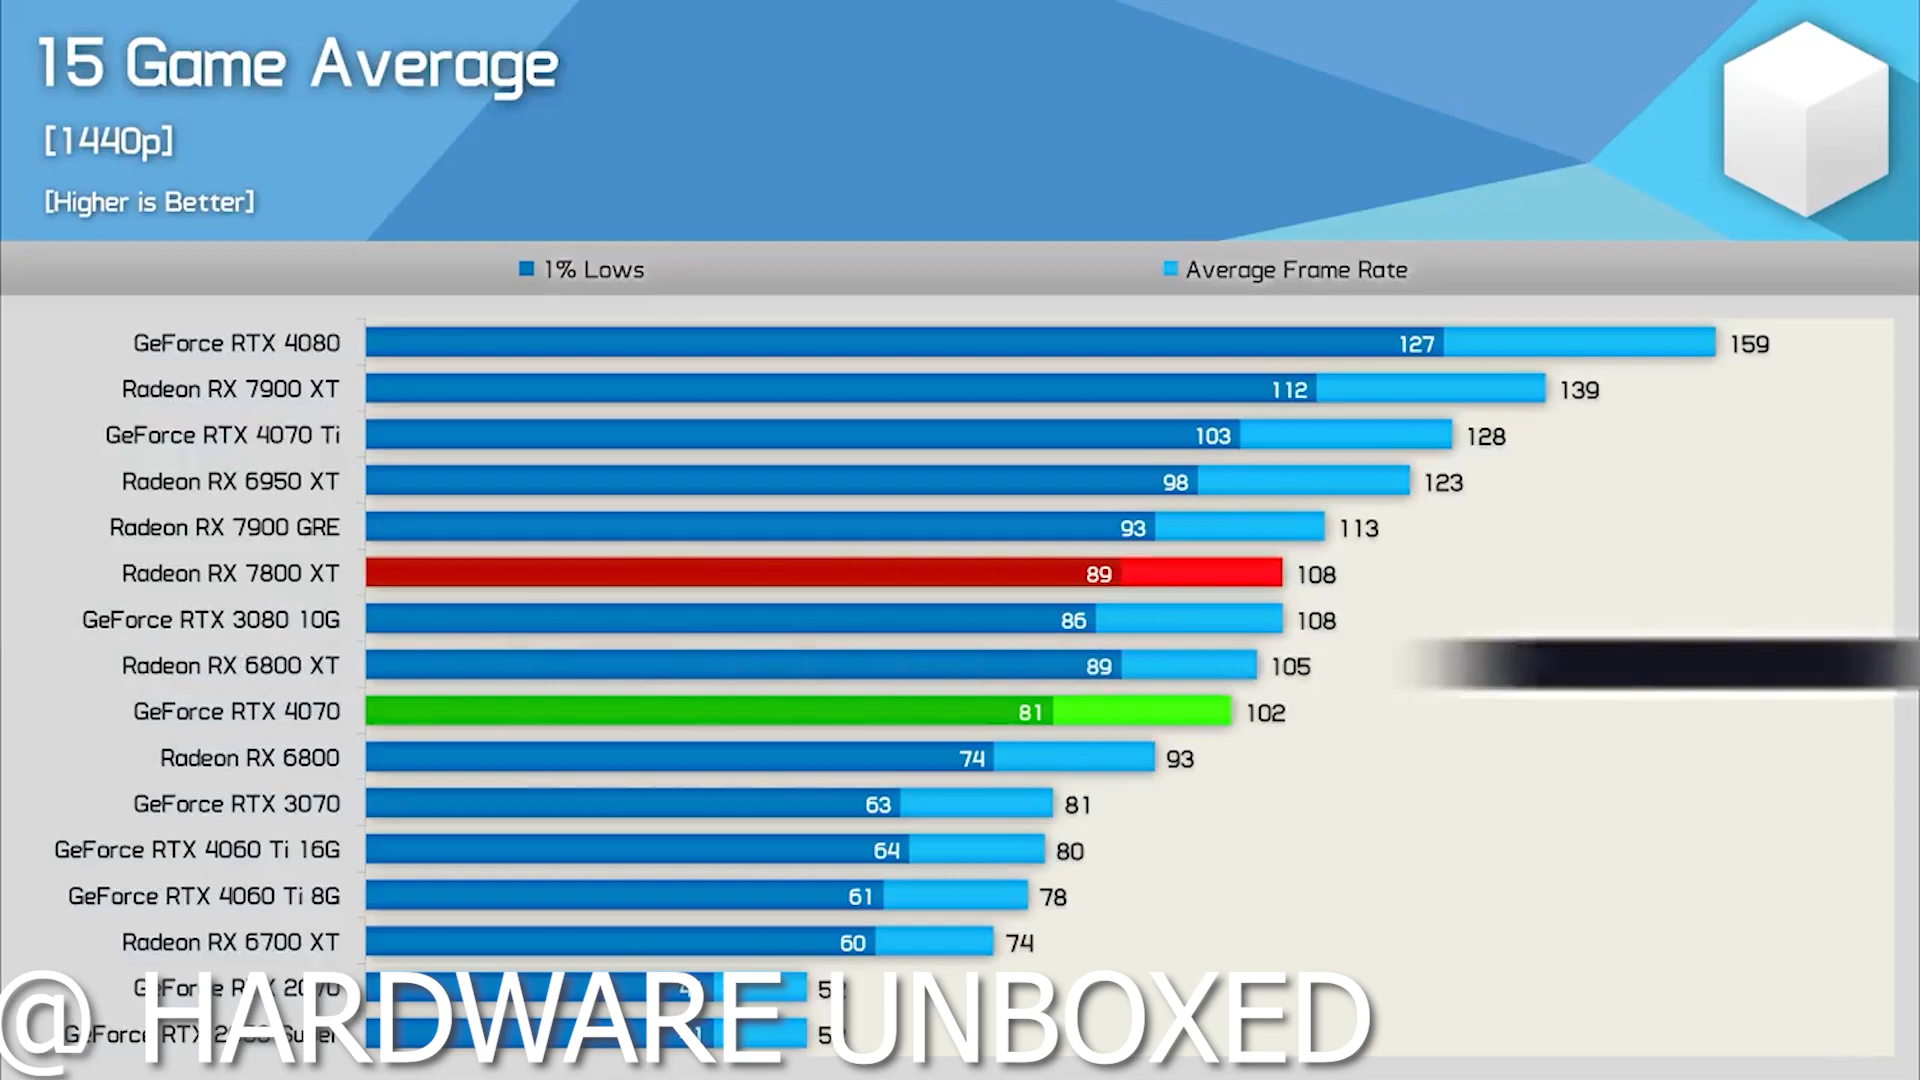 15 Game Average
[1440p]
[Higher is Better]
1% Lows Average Frame Rate
GeForce RTX 4080 127 159
Radeon RX 7900 XT 112 139
GeForce RTX 4070 Ti 103 128
Radeon RX 6950 XT 98 123
Radeon RX 7900 GRE 93 113
Radeon RX 7800 XT 89 108
GeForce RTX 3080 10G 86 108
Radeon RX 6800 XT 89 105
GeForce RTX 4070 81 102
Radeon RX 6800 74 93
GeForce RTX 3070 63 81
GeForce RTX 4060 Ti 16G 64 80
GeForce RTX 4060 Ti 8G 61 78
Radeon RX 6700 XT 60 74
GeForce RTX
GeForce RTX Super
@ HARDWARE UNBOXED